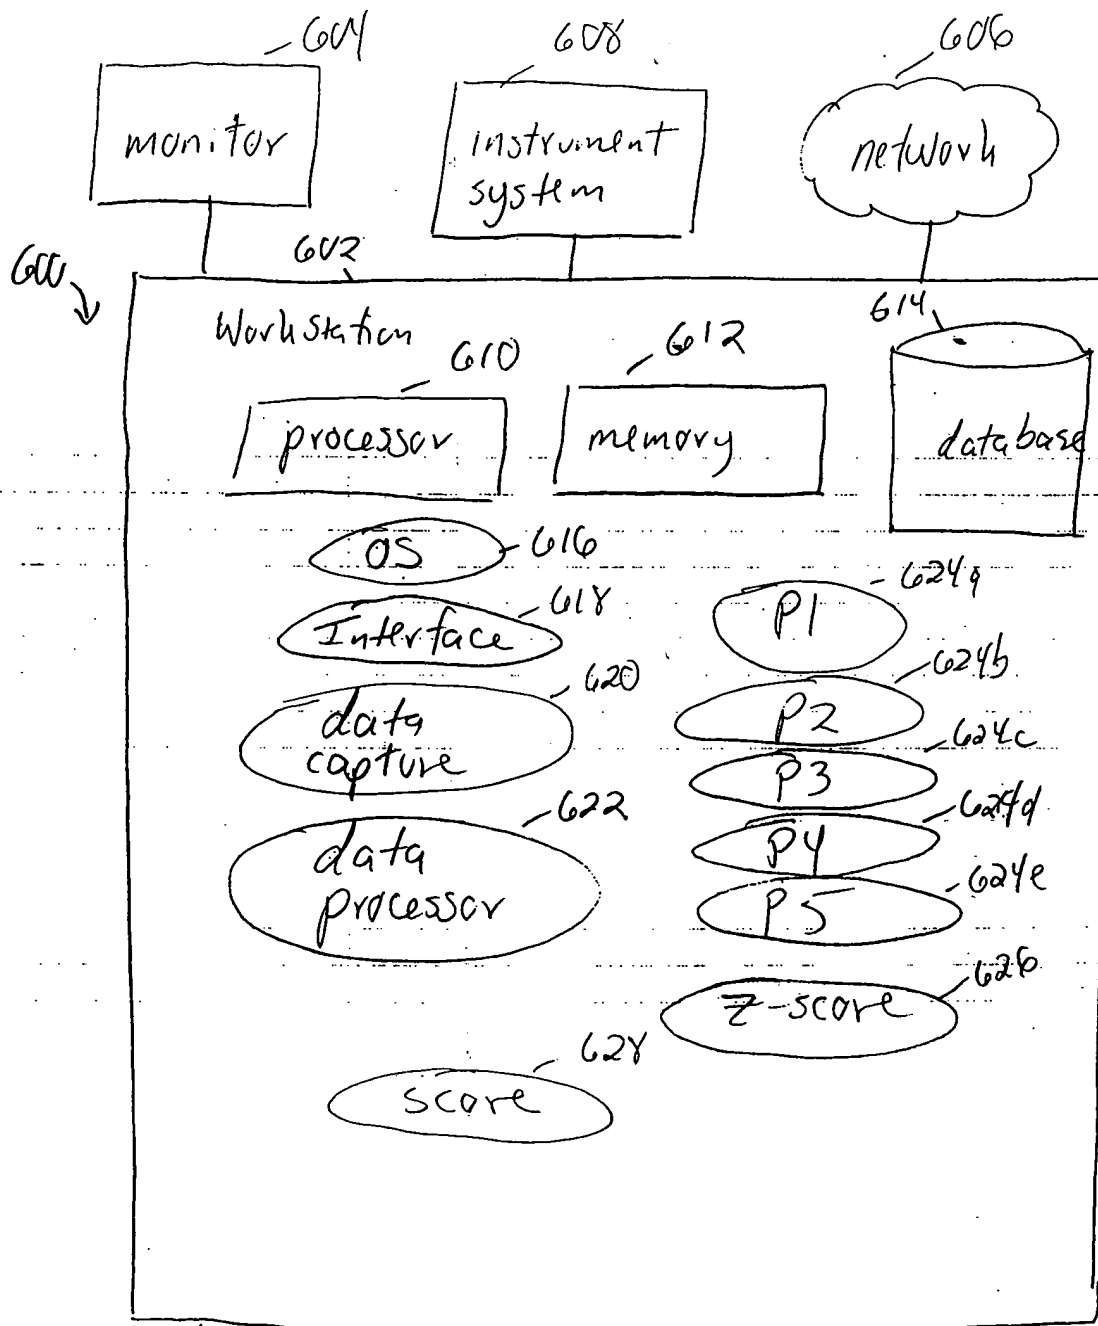 604
608
606
monitor
instrument
system
network
600
602
614
Workstation
610
612
processor
memory
database
OS
616
624a
P1
Interface
618
624b
620
P2
data
capture
624c
P3
622
624d
P4
data
processor
624e
P5
626
z-score
628
score